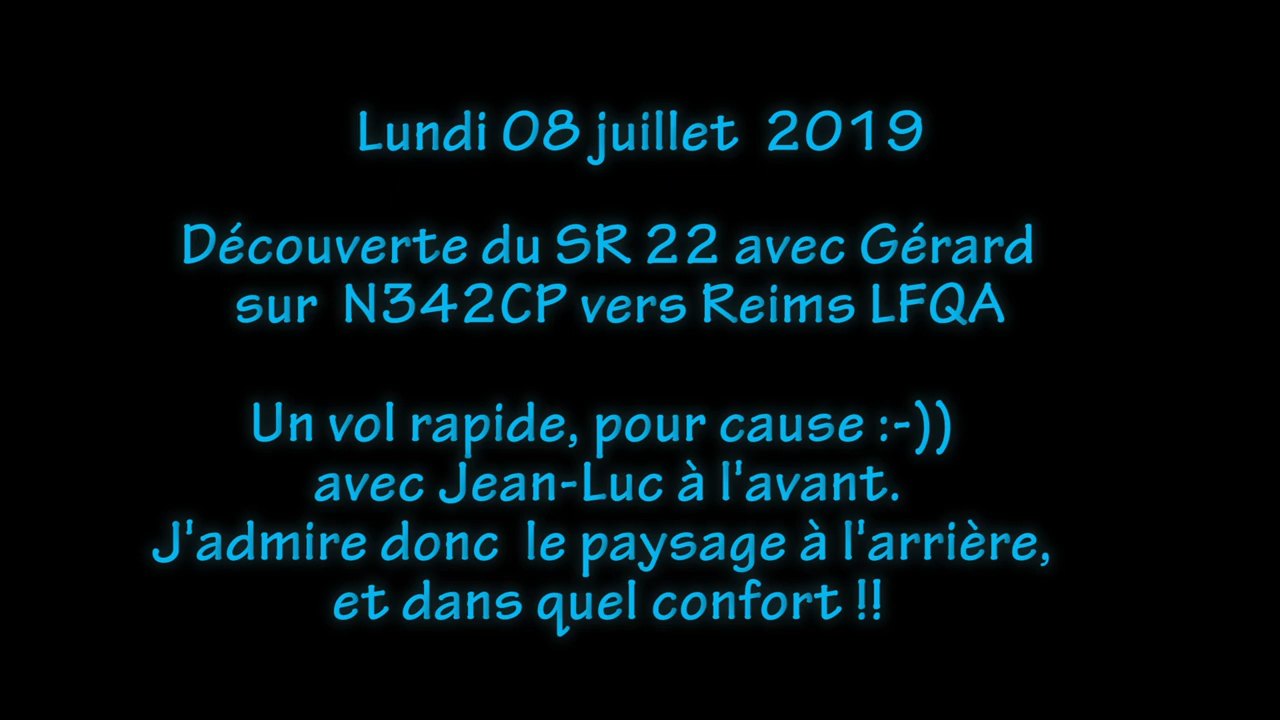 Lundi 08 juillet  2019
Découverte du SR 22 avec Gérard
sur  N342CP vers Reims LFQA
Un vol rapide, pour cause :-))
avec Jean-Luc à l'avant.
J'admire donc  le paysage à l'arrière,
et dans quel confort !!